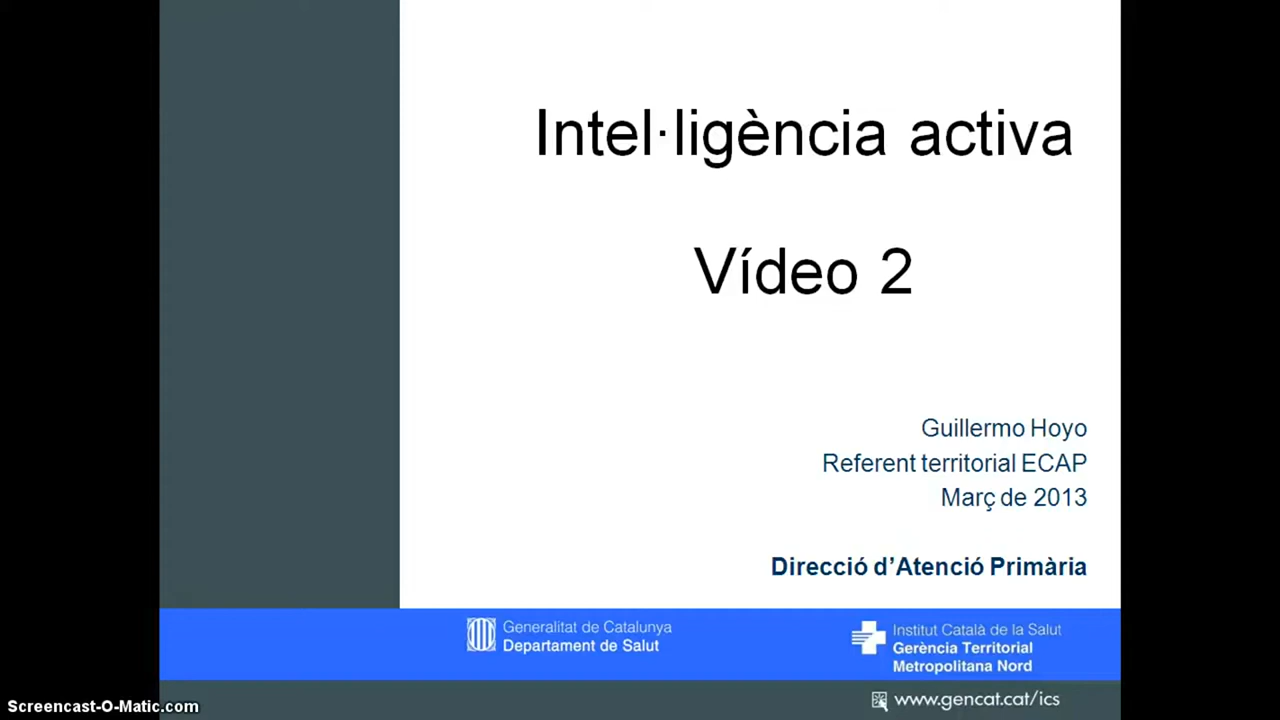 Intel·ligència activa
Vídeo 2
Guillermo Hoyo
Referent territorial ECAP
Març de 2013
Direcció d’Atenció Primària
Generalitat de Catalunya
Departament de Salut
Institut Català de la Salut
Gerència Territorial
Metropolitana Nord
www.gencat.cat/ics
Screencast-O-Matic.com